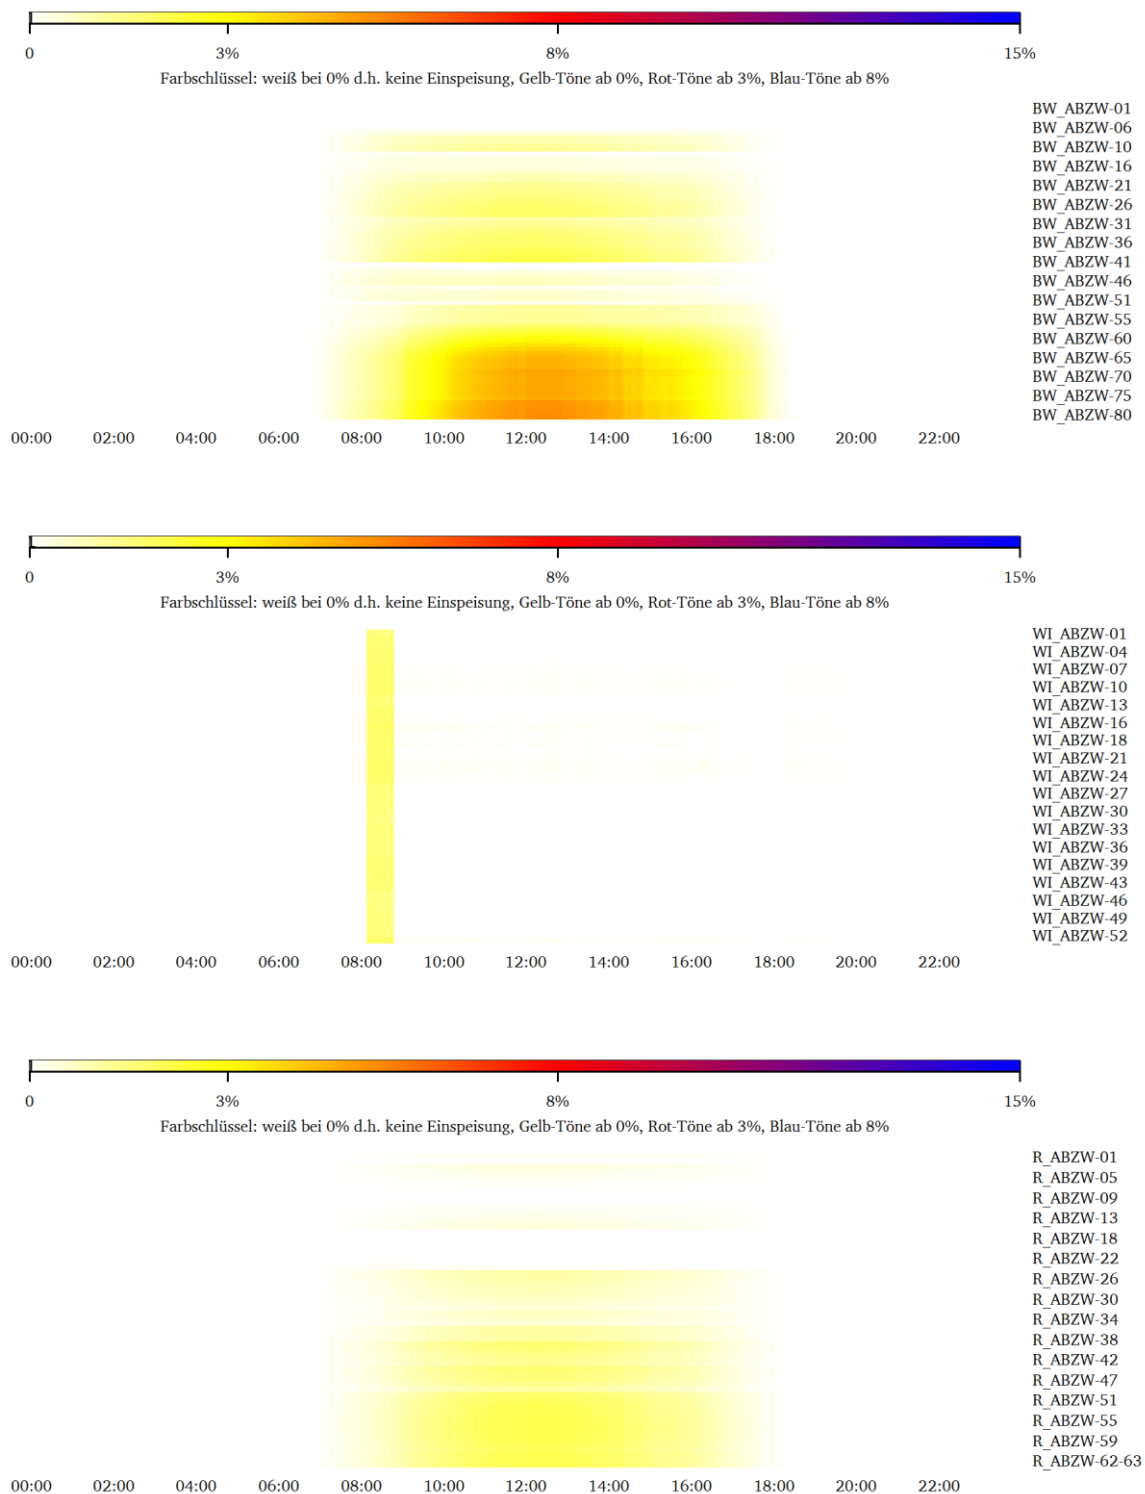 0 3% 8% 15%
Farbschlüssel: weiß bei 0% d.h. keine Einspeisung, Gelb-Töne ab 0%, Rot-Töne ab 3%, Blau-Töne ab 8%
BW_ABZW-01
BW_ABZW-06
BW_ABZW-10
BW_ABZW-16
BW_ABZW-21
BW_ABZW-26
BW_ABZW-31
BW_ABZW-36
BW_ABZW-41
BW_ABZW-46
BW_ABZW-51
BW_ABZW-55
BW_ABZW-60
BW_ABZW-65
BW_ABZW-70
BW_ABZW-75
BW_ABZW-80
00:00 02:00 04:00 06:00 08:00 10:00 12:00 14:00 16:00 18:00 20:00 22:00
0 3% 8% 15%
Farbschlüssel: weiß bei 0% d.h. keine Einspeisung, Gelb-Töne ab 0%, Rot-Töne ab 3%, Blau-Töne ab 8%
WI_ABZW-01
WI_ABZW-04
WI_ABZW-07
WI_ABZW-10
WI_ABZW-13
WI_ABZW-16
WI_ABZW-18
WI_ABZW-21
WI_ABZW-24
WI_ABZW-27
WI_ABZW-30
WI_ABZW-33
WI_ABZW-36
WI_ABZW-39
WI_ABZW-43
WI_ABZW-46
WI_ABZW-49
WI_ABZW-52
00:00 02:00 04:00 06:00 08:00 10:00 12:00 14:00 16:00 18:00 20:00 22:00
0 3% 8% 15%
Farbschlüssel: weiß bei 0% d.h. keine Einspeisung, Gelb-Töne ab 0%, Rot-Töne ab 3%, Blau-Töne ab 8%
R_ABZW-01
R_ABZW-05
R_ABZW-09
R_ABZW-13
R_ABZW-18
R_ABZW-22
R_ABZW-26
R_ABZW-30
R_ABZW-34
R_ABZW-38
R_ABZW-42
R_ABZW-47
R_ABZW-51
R_ABZW-55
R_ABZW-59
R_ABZW-62-63
00:00 02:00 04:00 06:00 08:00 10:00 12:00 14:00 16:00 18:00 20:00 22:00